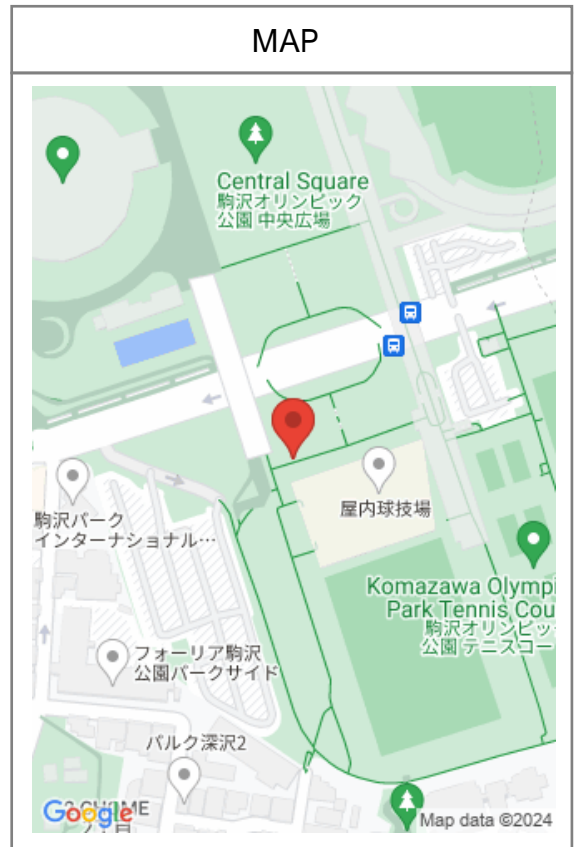 MAP
Central Square
駒沢オリンピック
公園 中央広場
屋内球技場
駒沢パーク
インターナショナル…
Komazawa Olympi
Park Tennis Cou
駒沢オリンピッ
公園 テニスコー
フォーリア駒沢
公園パークサイド
パルク深沢2
Google
Map data ©2024